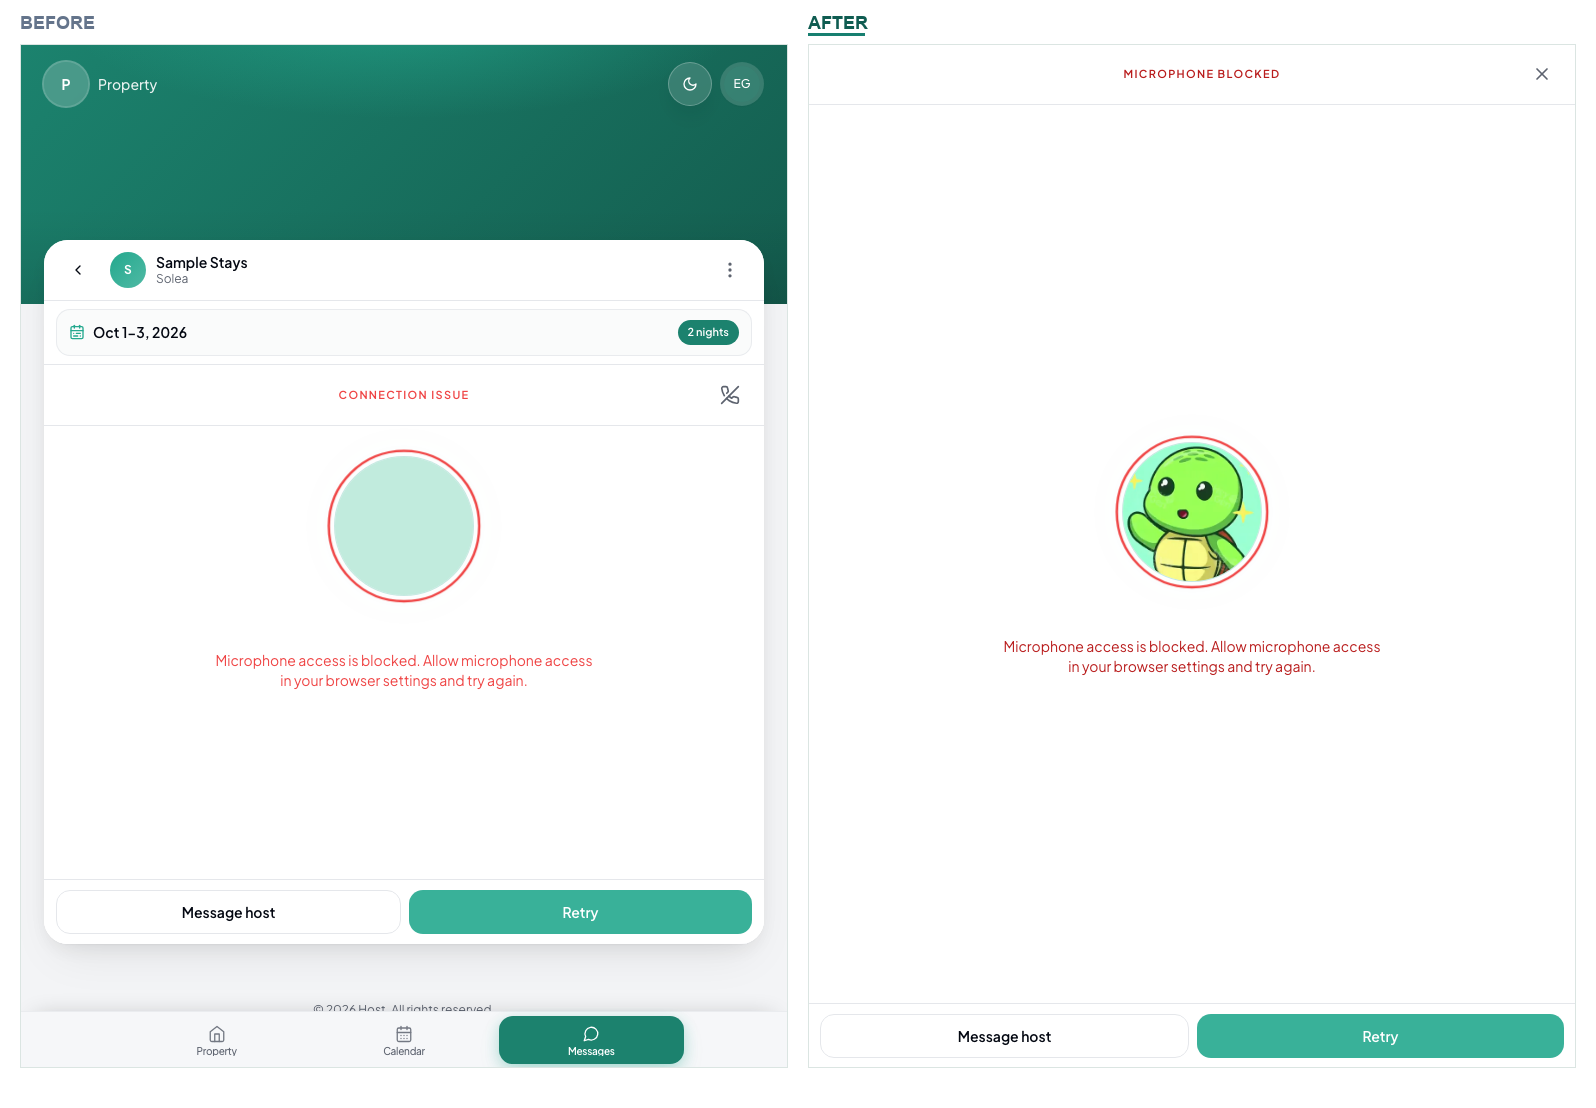 BEFORE
P
Property
EG
S
Sample Stays
Solea
Oct 1–3, 2026
2 nights
CONNECTION ISSUE
Microphone access is blocked. Allow microphone access
in your browser settings and try again.
Message host
Retry
© 2026 Host. All rights reserved
Property
Calendar
Messages
AFTER
MICROPHONE BLOCKED
Microphone access is blocked. Allow microphone access
in your browser settings and try again.
Message host
Retry